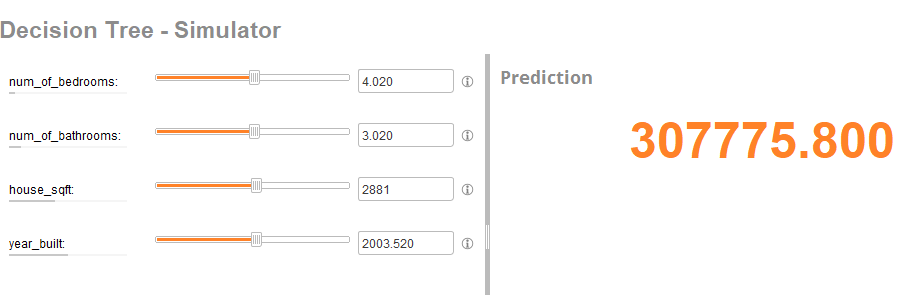 Decision Tree - Simulator
num_of_bedrooms: 4.020
num_of_bathrooms: 3.020
house_sqft: 2881
year_built: 2003.520
Prediction
307775.800